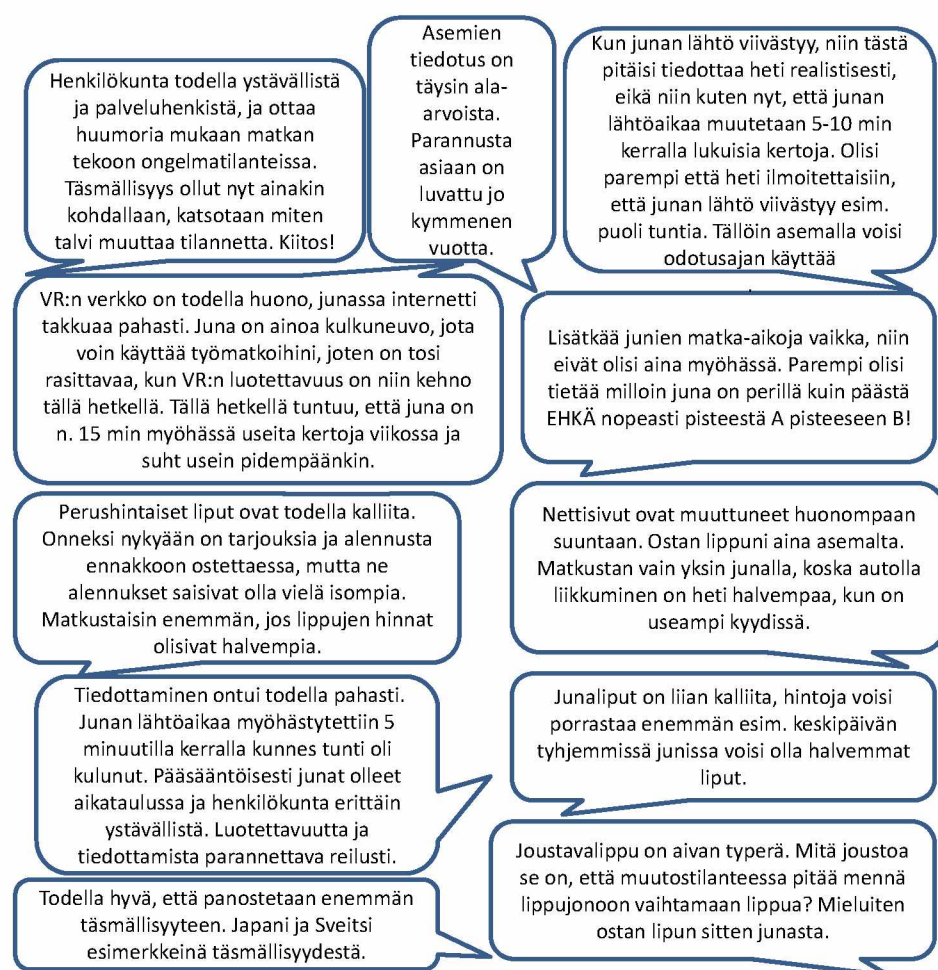 Henkilökunta todella ystävällistä
ja palveluhenkistä, ja ottaa
huumoria mukaan matkan
tekoon ongelmatilanteissa.
Täsmällisyys ollut nyt ainakin
kohdallaan, katsotaan miten
talvi muuttaa tilannetta. Kiitos!
Asemien
tiedotus on
täysin ala-
arvoista.
Parannusta
asiaan on
luvattu jo
kymmenen
vuotta.
Kun junan lähtö viivästyy, niin tästä
pitäisi tiedottaa heti realistisesti,
eikä niin kuten nyt, että junan
lähtöaikaa muutetaan 5-10 min
kerralla lukuisia kertoja. Olisi
parempi että heti ilmoitettaisiin,
että junan lähtö viivästyy esim.
puoli tuntia. Tällöin asemalla voisi
odotusajan käyttää
VR:n verkko on todella huono, junassa internetti
takkuaa pahasti. Juna on ainoa kulkuneuvo, jota
voin käyttää työmatkoihini, joten on tosi
rasittavaa, kun VR:n luotettavuus on niin kehno
tällä hetkellä. Tällä hetkellä tuntuu, että juna on
n. 15 min myöhässä useita kertoja viikossa ja
suht usein pidempäänkin.
Lisätkää junien matka-aikoja vaikka, niin
eivät olisi aina myöhässä. Parempi olisi
tietää milloin juna on perillä kuin päästä
EHKÄ nopeasti pisteestä A pisteeseen B!
Perushintaiset liput ovat todella kalliita.
Onneksi nykyään on tarjouksia ja alennusta
ennakkoon ostettaessa, mutta ne
alennukset saisivat olla vielä isompia.
Matkustaisin enemmän, jos lippujen hinnat
olisivat halvempia.
Nettisivut ovat muuttuneet huonompaan
suuntaan. Ostan lippuni aina asemalta.
Matkustan vain yksin junalla, koska autolla
liikkuminen on heti halvempaa, kun on
useampi kyydissä.
Tiedottaminen ontui todella pahasti.
Junan lähtöaikaa myöhästytettiin 5
minuutilla kerralla kunnes tunti oli
kulunut. Pääsääntöisesti junat olleet
aikataulussa ja henkilökunta erittäin
ystävällistä. Luotettavuutta ja
tiedottamista parannettava reilusti.
Junaliput on liian kalliita, hintoja voisi
porrastaa enemmän esim. keskipäivän
tyhjemmissä junissa voisi olla halvemmat
liput.
Todella hyvä, että panostetaan enemmän
täsmällisyyteen. Japani ja Sveitsi
esimerkkeinä täsmällisyydestä.
Joustavalippu on aivan typerä. Mitä joustoa
se on, että muutostilanteessa pitää mennä
lippujonoon vaihtamaan lippua? Mieluiten
ostan lipun sitten junasta.